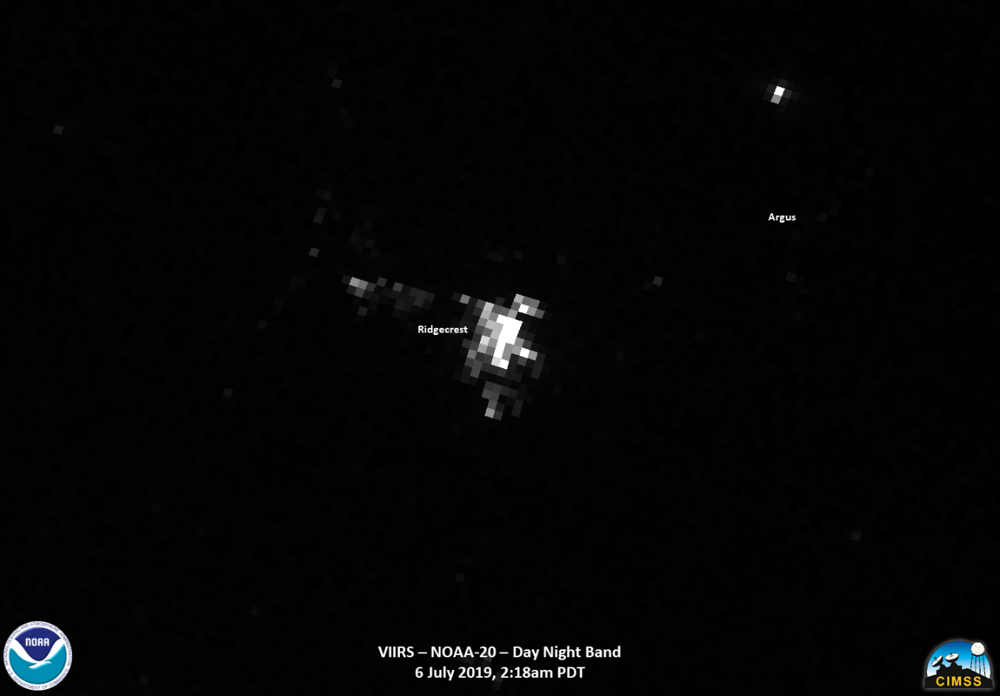 Argus
Ridgecrest
VIIRS – NOAA-20 – Day Night Band
6 July 2019, 2:18am PDT
NOAA
CIMSS